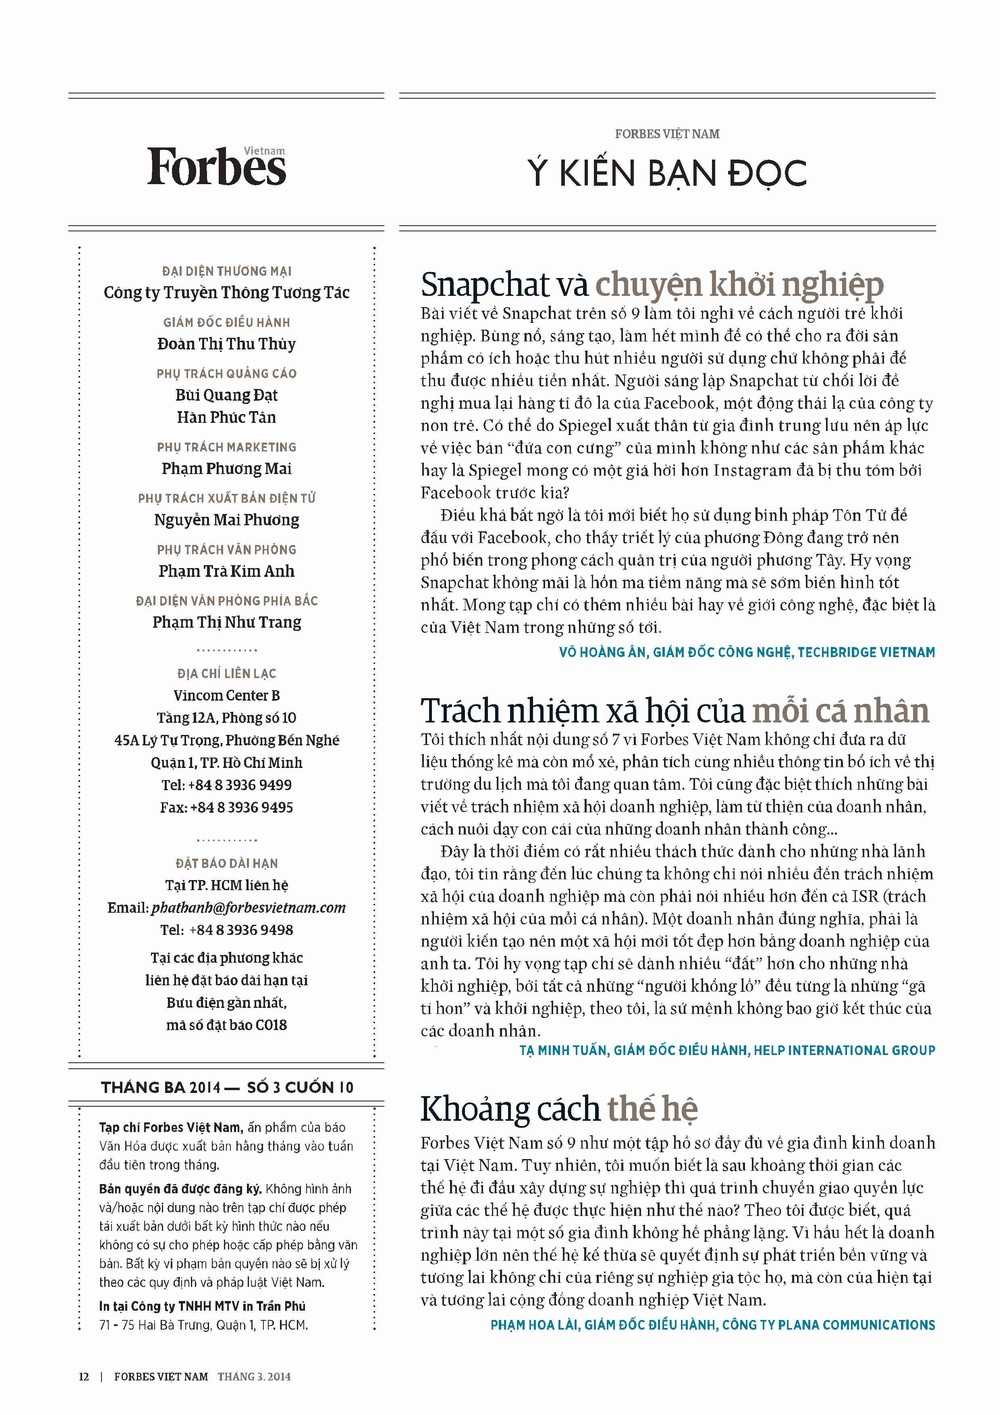 Forbes
Vietnam
ĐẠI DIỆN THƯƠNG MẠI
Công ty Truyền Thông Tương Tác
GIÁM ĐỐC ĐIỀU HÀNH
Đoàn Thị Thu Thủy
PHỤ TRÁCH QUẢNG CÁO
Bùi Quang Đạt
Hàn Phúc Tân
PHỤ TRÁCH MARKETING
Phạm Phương Mai
PHỤ TRÁCH XUẤT BẢN ĐIỆN TỬ
Nguyễn Mai Phương
PHỤ TRÁCH VĂN PHÒNG
Phạm Trà Kim Anh
ĐẠI DIỆN VĂN PHÒNG PHÍA BẮC
Phạm Thị Như Trang
ĐỊA CHỈ LIÊN LẠC
Vincom Center B
Tầng 12A, Phòng số 10
45A Lý Tự Trọng, Phường Bến Nghé
Quận 1, TP. Hồ Chí Minh
Tel: +84 8 3936 9499
Fax: +84 8 3936 9495
ĐẶT BÁO DÀI HẠN
Tại TP. HCM liên hệ
Email: phathanh@forbesvietnam.com
Tel: +84 8 3936 9498
Tại các địa phương khác
liên hệ đặt báo dài hạn tại
Bưu điện gần nhất,
mã số đặt báo C018
THÁNG BA 2014 — SỐ 3 CUỐN 10
Tạp chí Forbes Việt Nam, ấn phẩm của báo
Văn Hóa được xuất bản hằng tháng vào tuần
đầu tiên trong tháng.
Bản quyền đã được đăng ký. Không hình ảnh
và/hoặc nội dung nào trên tạp chí được phép
tái xuất bản dưới bất kỳ hình thức nào nếu
không có sự cho phép hoặc cấp phép bằng văn
bản. Bất kỳ vi phạm bản quyền nào sẽ bị xử lý
theo các quy định và pháp luật Việt Nam.
In tại Công ty TNHH MTV in Trần Phú
71 - 75 Hai Bà Trưng, Quận 1, TP. HCM.
FORBES VIỆT NAM
Ý KIẾN BẠN ĐỌC
Snapchat và chuyện khởi nghiệp
Bài viết về Snapchat trên số 9 làm tôi nghĩ về cách người trẻ khởi
nghiệp. Bùng nổ, sáng tạo, làm hết mình để có thể cho ra đời sản
phẩm có ích hoặc thu hút nhiều người sử dụng chứ không phải để
thu được nhiều tiền nhất. Người sáng lập Snapchat từ chối lời đề
nghị mua lại hàng tỉ đô la của Facebook, một động thái lạ của công ty
non trẻ. Có thể do Spiegel xuất thân từ gia đình trung lưu nên áp lực
về việc bán “đứa con cưng” của mình không như các sản phẩm khác
hay là Spiegel mong có một giá hời hơn Instagram đã bị thu tóm bởi
Facebook trước kia?
Điều khá bất ngờ là tôi mới biết họ sử dụng binh pháp Tôn Tử để
đấu với Facebook, cho thấy triết lý của phương Đông đang trở nên
phổ biến trong phong cách quản trị của người phương Tây. Hy vọng
Snapchat không mãi là hồn ma tiềm năng mà sẽ sớm biến hình tốt
nhất. Mong tạp chí có thêm nhiều bài hay về giới công nghệ, đặc biệt là
của Việt Nam trong những số tới.
VÕ HOÀNG ÂN, GIÁM ĐỐC CÔNG NGHỆ, TECHBRIDGE VIETNAM
Trách nhiệm xã hội của mỗi cá nhân
Tôi thích nhất nội dung số 7 vì Forbes Việt Nam không chỉ đưa ra dữ
liệu thống kê mà còn mổ xẻ, phân tích cùng nhiều thông tin bổ ích về thị
trường du lịch mà tôi đang quan tâm. Tôi cũng đặc biệt thích những bài
viết về trách nhiệm xã hội doanh nghiệp, làm từ thiện của doanh nhân,
cách nuôi dạy con cái của những doanh nhân thành công...
Đây là thời điểm có rất nhiều thách thức dành cho những nhà lãnh
đạo, tôi tin rằng đến lúc chúng ta không chỉ nói nhiều đến trách nhiệm
xã hội của doanh nghiệp mà còn phải nói nhiều hơn đến cả ISR (trách
nhiệm xã hội của mỗi cá nhân). Một doanh nhân đúng nghĩa, phải là
người kiến tạo nên một xã hội mới tốt đẹp hơn bằng doanh nghiệp của
anh ta. Tôi hy vọng tạp chí sẽ dành nhiều “đất” hơn cho những nhà
khởi nghiệp, bởi tất cả những “người khổng lồ” đều từng là những “gã
tí hon” và khởi nghiệp, theo tôi, là sứ mệnh không bao giờ kết thúc của
các doanh nhân.
TẠ MINH TUẤN, GIÁM ĐỐC ĐIỀU HÀNH, HELP INTERNATIONAL GROUP
Khoảng cách thế hệ
Forbes Việt Nam số 9 như một tập hồ sơ đầy đủ về gia đình kinh doanh
tại Việt Nam. Tuy nhiên, tôi muốn biết là sau khoảng thời gian các
thế hệ đi đầu xây dựng sự nghiệp thì quá trình chuyển giao quyền lực
giữa các thế hệ được thực hiện như thế nào? Theo tôi được biết, quá
trình này tại một số gia đình không hề phẳng lặng. Vì hầu hết là doanh
nghiệp lớn nên thế hệ kế thừa sẽ quyết định sự phát triển bền vững và
tương lai không chỉ của riêng sự nghiệp gia tộc họ, mà còn của hiện tại
và tương lai cộng đồng doanh nghiệp Việt Nam.
PHẠM HOA LÀI, GIÁM ĐỐC ĐIỀU HÀNH, CÔNG TY PLANA COMMUNICATIONS
12 | FORBES VIỆT NAM THÁNG 3. 2014